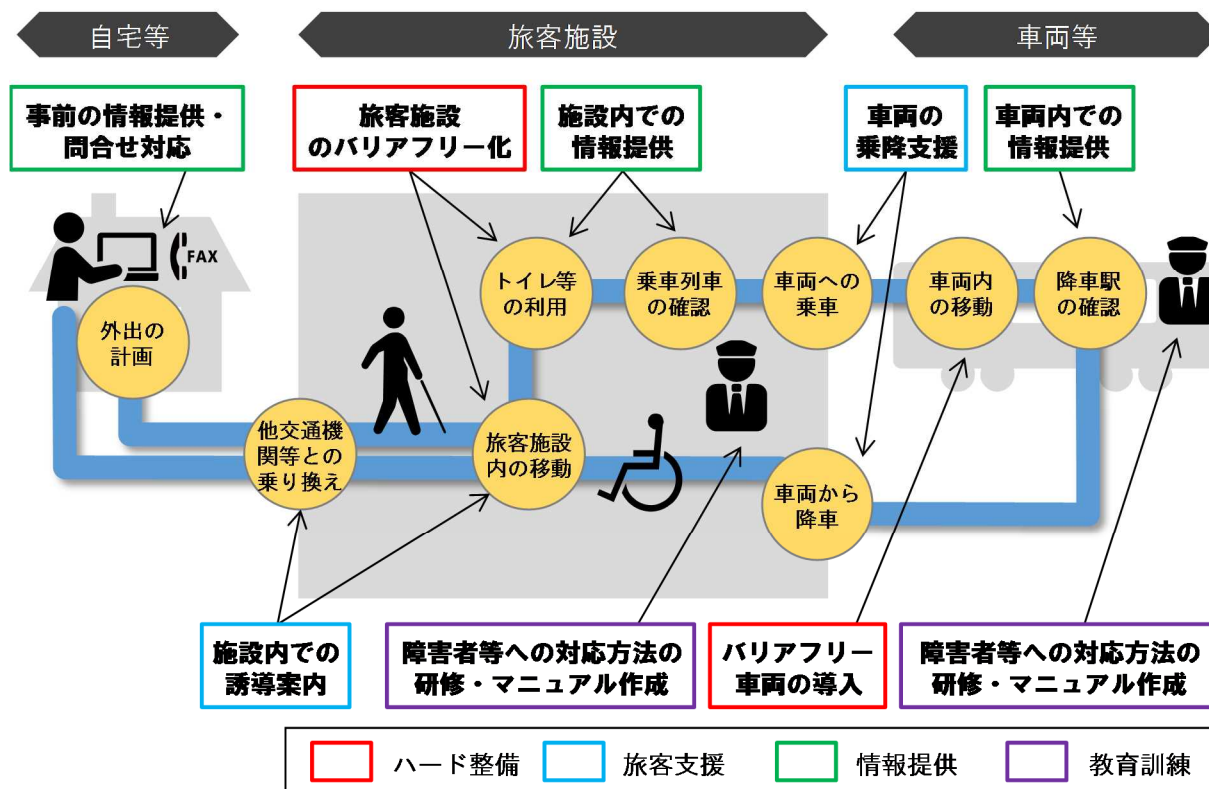 自宅等
旅客施設
車両等
事前の情報提供・
問合せ対応
旅客施設
のバリアフリー化
施設内での
情報提供
車両の
乗降支援
車両内での
情報提供
FAX
外出の
計画
トイレ等
の利用
乗車列車
の確認
車両への
乗車
車両内
の移動
降車駅
の確認
他交通機
関等との
乗り換え
旅客施設
内の移動
車両から
降車
施設内での
誘導案内
障害者等への対応方法の
研修・マニュアル作成
バリアフリー
車両の導入
障害者等への対応方法の
研修・マニュアル作成
ハード整備
旅客支援
情報提供
教育訓練